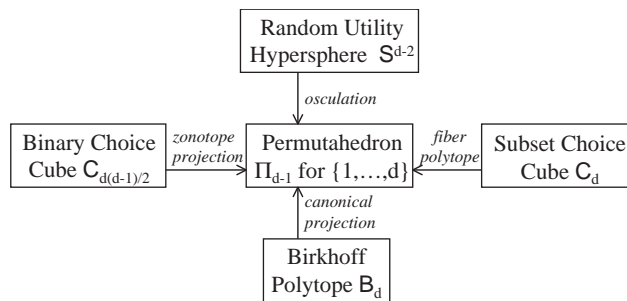 Random Utility
Hypersphere S^{d-2}
osculation
Binary Choice
Cube C_{d(d-1)/2}
zonotope
projection
Permutahedron
Π_{d-1} for {1,…,d}
fiber
polytope
Subset Choice
Cube C_d
canonical
projection
Birkhoff
Polytope B_d